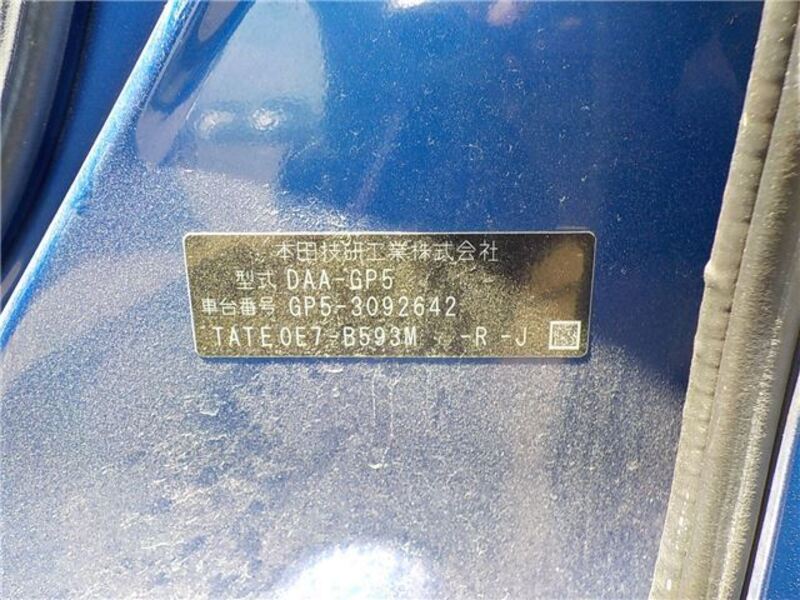 本田技研工業株式会社
型式 DAA-GP5
車台番号 GP5-3092642
TATE0E7-B593M -R -J